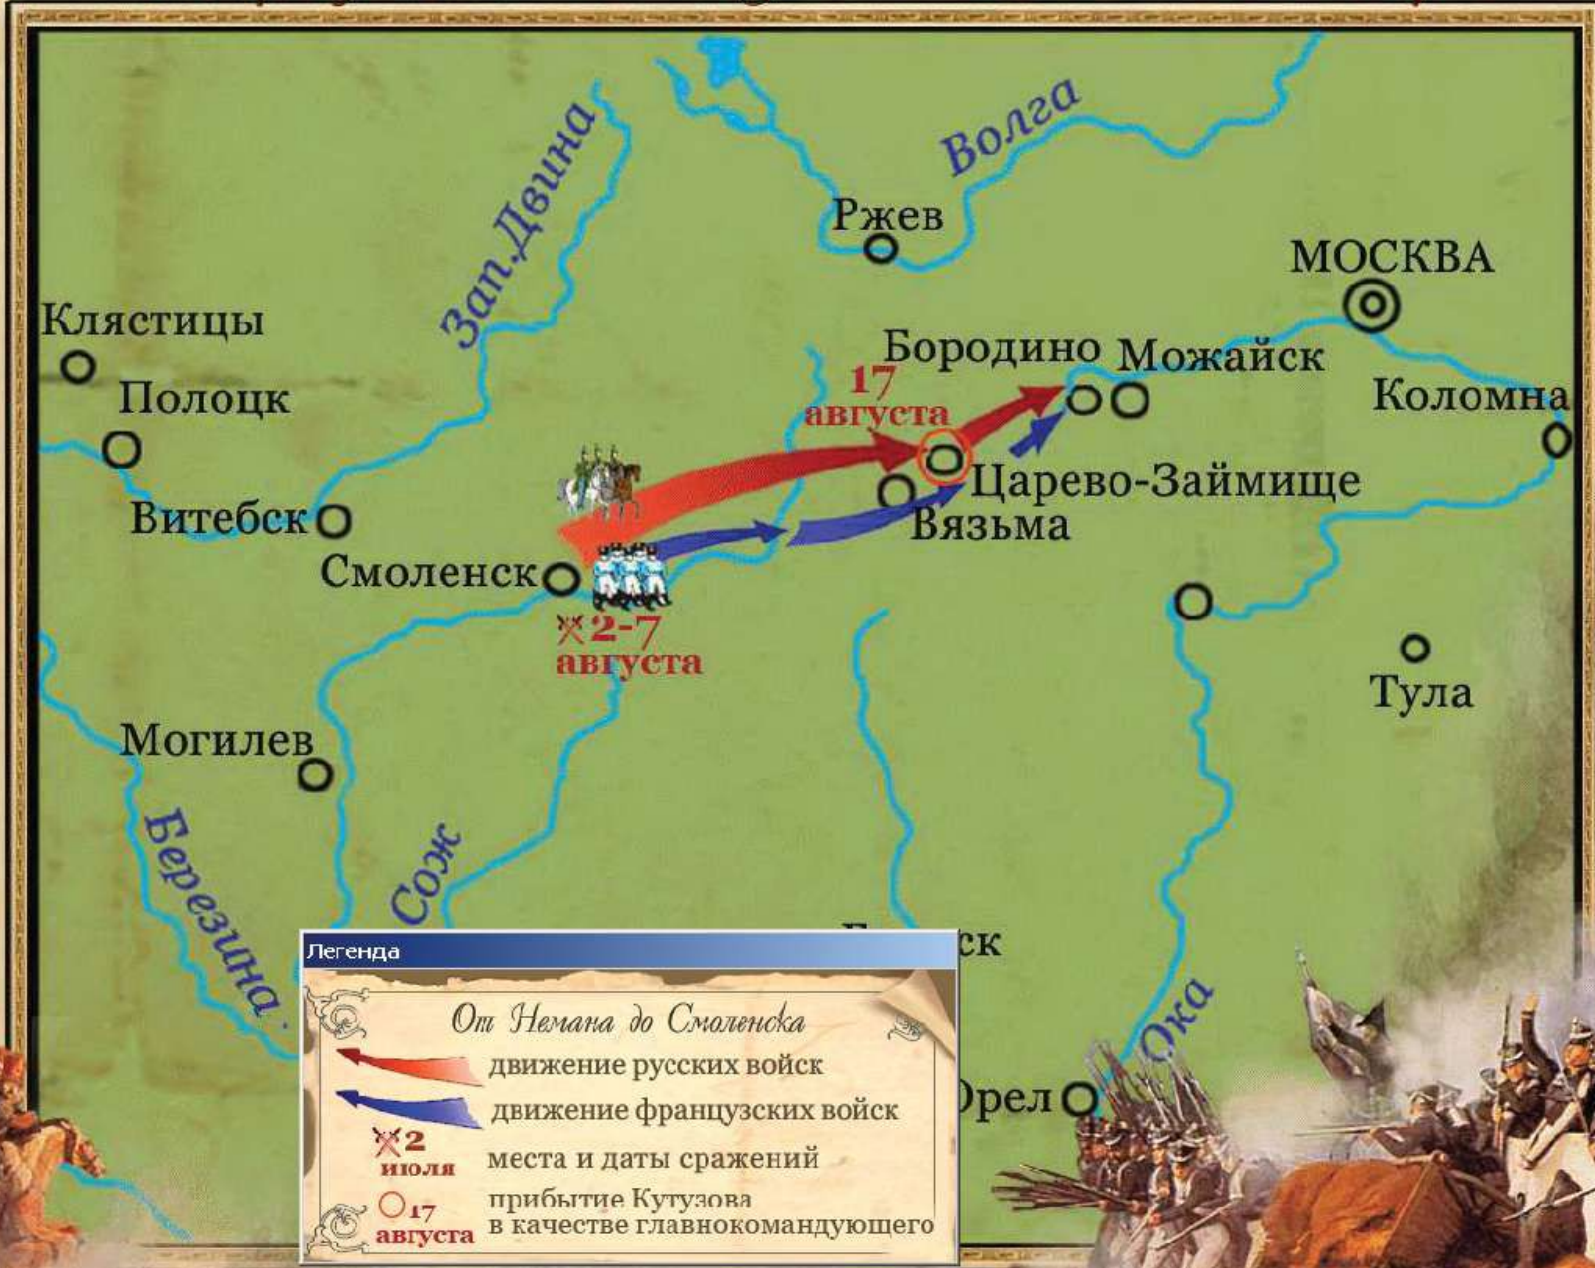 Волга
Зап.Двина
Ржев
МОСКВА
Клястицы
Бородино
Можайск
17
августа
Полоцк
Коломна
Царево-Займище
Витебск
Вязьма
Смоленск
2-7
августа
Тула
Могилев
Березина
Сож
ск
Легенда
От Немана до Смоленска
движение русских войск
движение французских войск
2
июля
места и даты сражений
17
августа
прибытие Кутузова
в качестве главнокомандующего
Ока
Орел